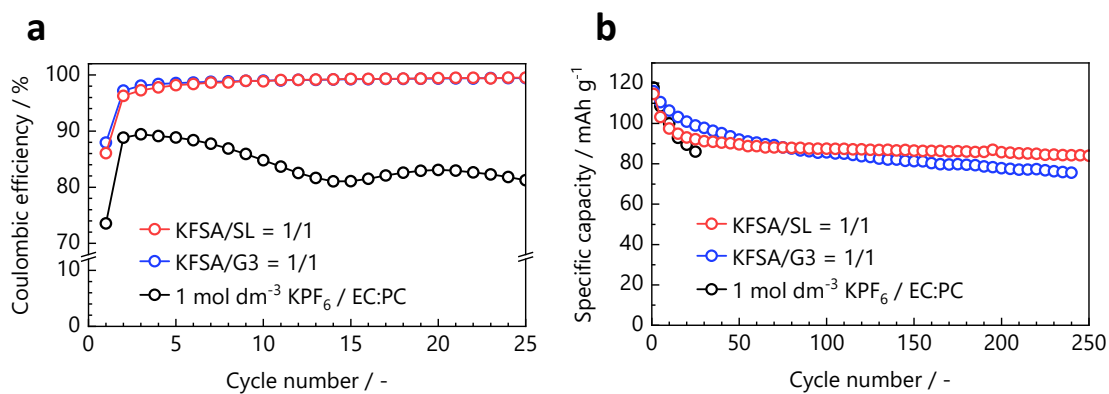 a
Coulombic efficiency / %
100
90
80
70
10
0
KFSA/SL = 1/1
KFSA/G3 = 1/1
1 mol dm⁻³ KPF₆ / EC:PC
0 5 10 15 20 25
Cycle number / -
b
Specific capacity / mAh g⁻¹
120
100
80
60
40
20
0
KFSA/SL = 1/1
KFSA/G3 = 1/1
1 mol dm⁻³ KPF₆ / EC:PC
0 50 100 150 200 250
Cycle number / -